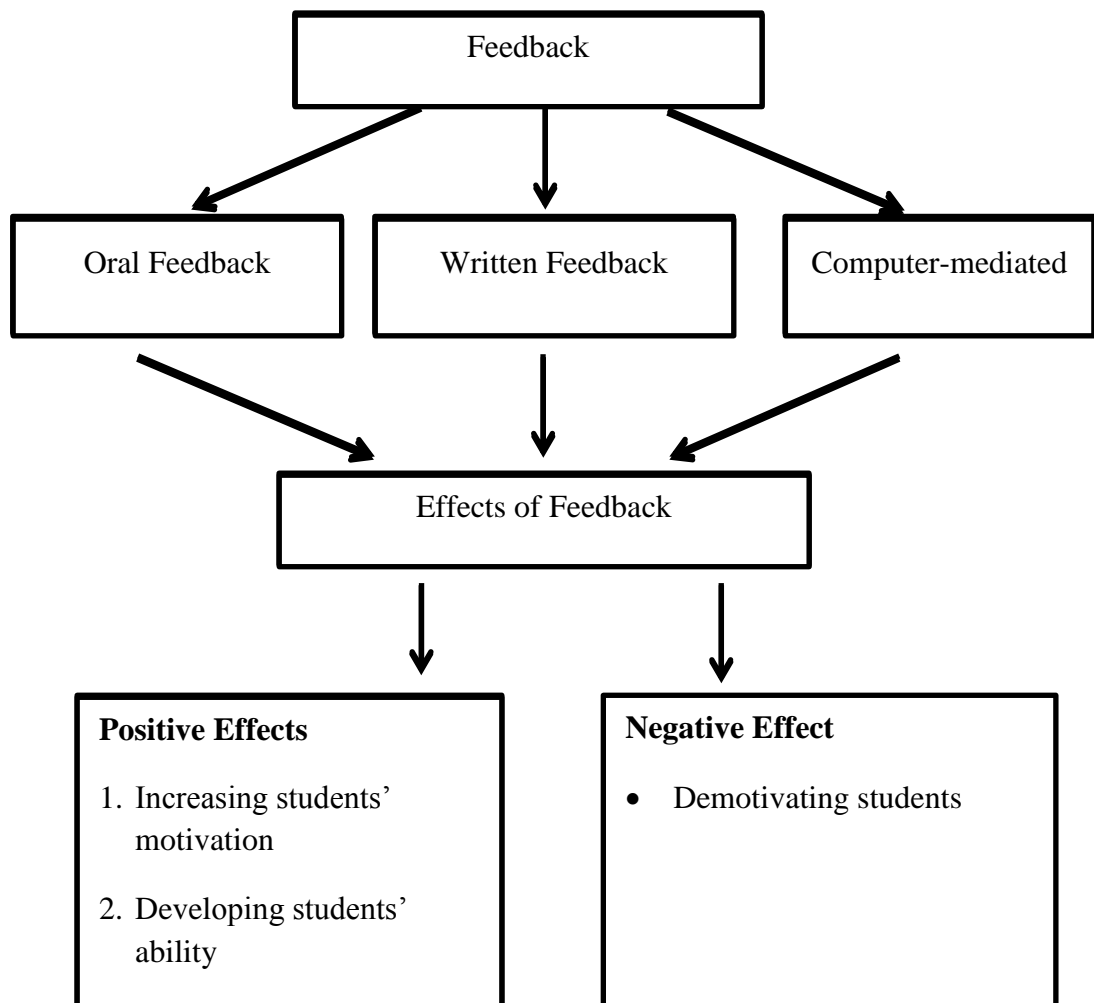 Feedback
Oral Feedback
Written Feedback
Computer-mediated
Effects of Feedback
Positive Effects
1. Increasing students’
motivation
2. Developing students’
ability
Negative Effect
• Demotivating students